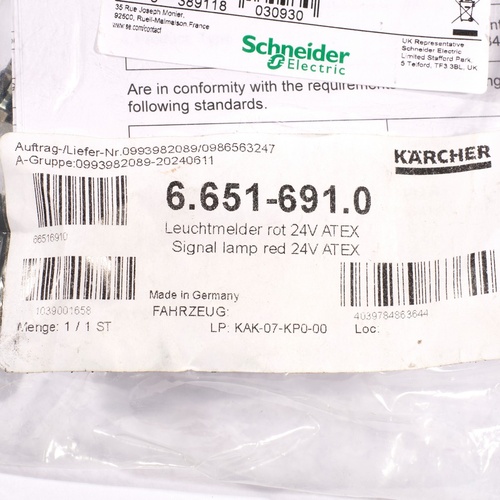 389118
030930
35 Rue Joseph Monier,
92500, Rueil-Malmaison France
www.se.com/contact
Schneider
Electric
UK Representative
Schneider Electric
Limited Stafford Park
5 Telford, TF3 3BL, UK
Are in conformity with the requirements
following standards.
Auftrag-/Liefer-Nr.0993982089/0986563247
A-Gruppe:0993982089-20240611
KÄRCHER
6.651-691.0
Leuchtmelder rot 24V ATEX
Signal lamp red 24V ATEX
66516910
Made in Germany
1039001658
FAHRZEUG:
4039784863644
Menge: 1 / 1 ST
LP: KAK-07-KP0-00
Loc: